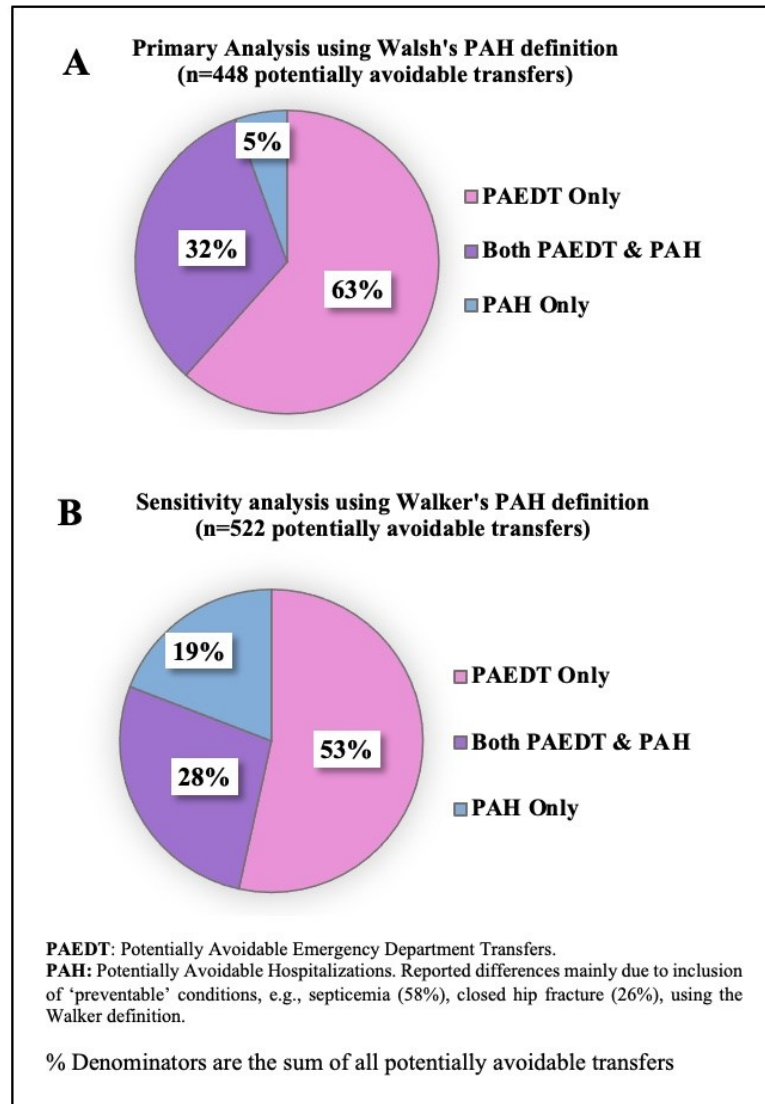 A
Primary Analysis using Walsh's PAH definition
(n=448 potentially avoidable transfers)
5%
32%
63%
PAEDT Only
Both PAEDT & PAH
PAH Only
B
Sensitivity analysis using Walker's PAH definition
(n=522 potentially avoidable transfers)
19%
53%
28%
PAEDT Only
Both PAEDT & PAH
PAH Only
PAEDT: Potentially Avoidable Emergency Department Transfers.
PAH: Potentially Avoidable Hospitalizations. Reported differences mainly due to inclusion
of ‘preventable’ conditions, e.g., septicemia (58%), closed hip fracture (26%), using the
Walker definition.
% Denominators are the sum of all potentially avoidable transfers